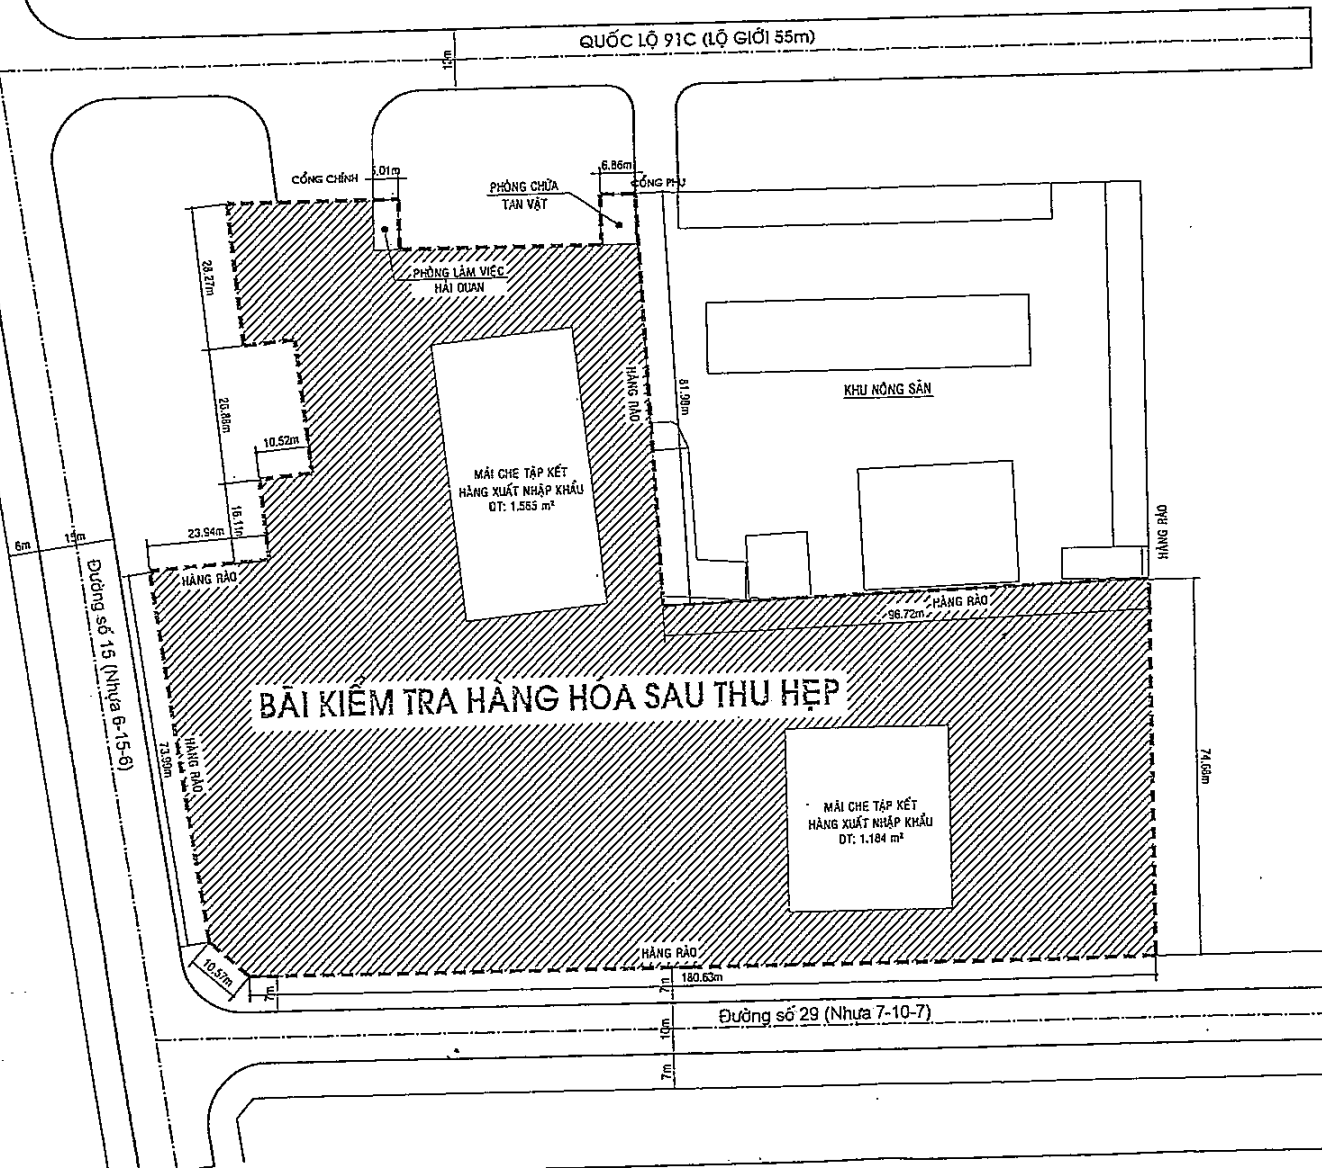 QUỐC LỘ 91C (LỘ GIỚI 55m)
12m
CỔNG CHÍNH
5.01m
6.86m
CỔNG PHỤ
PHÒNG CHỨA
TAN VẬT
PHÒNG LÀM VIỆC
HẢI QUAN
28.27m
HÀNG RÀO
81.98m
KHU NÔNG SẢN
26.88m
10.52m
MÁI CHE TẬP KẾT
HÀNG XUẤT NHẬP KHẨU
DT: 1.565 m²
16.11m
23.94m
6m
15m
HÀNG RÀO
HÀNG RÀO
HÀNG RÀO
96.72m
Đường số 15 (Nhựa 6-15-6)
BÃI KIỂM TRA HÀNG HÓA SAU THU HẸP
73.99m
HÀNG RÀO
74.68m
MÁI CHE TẬP KẾT
HÀNG XUẤT NHẬP KHẨU
DT: 1.184 m²
HÀNG RÀO
10.57m
7m
7m
180.63m
Đường số 29 (Nhựa 7-10-7)
10m
7m